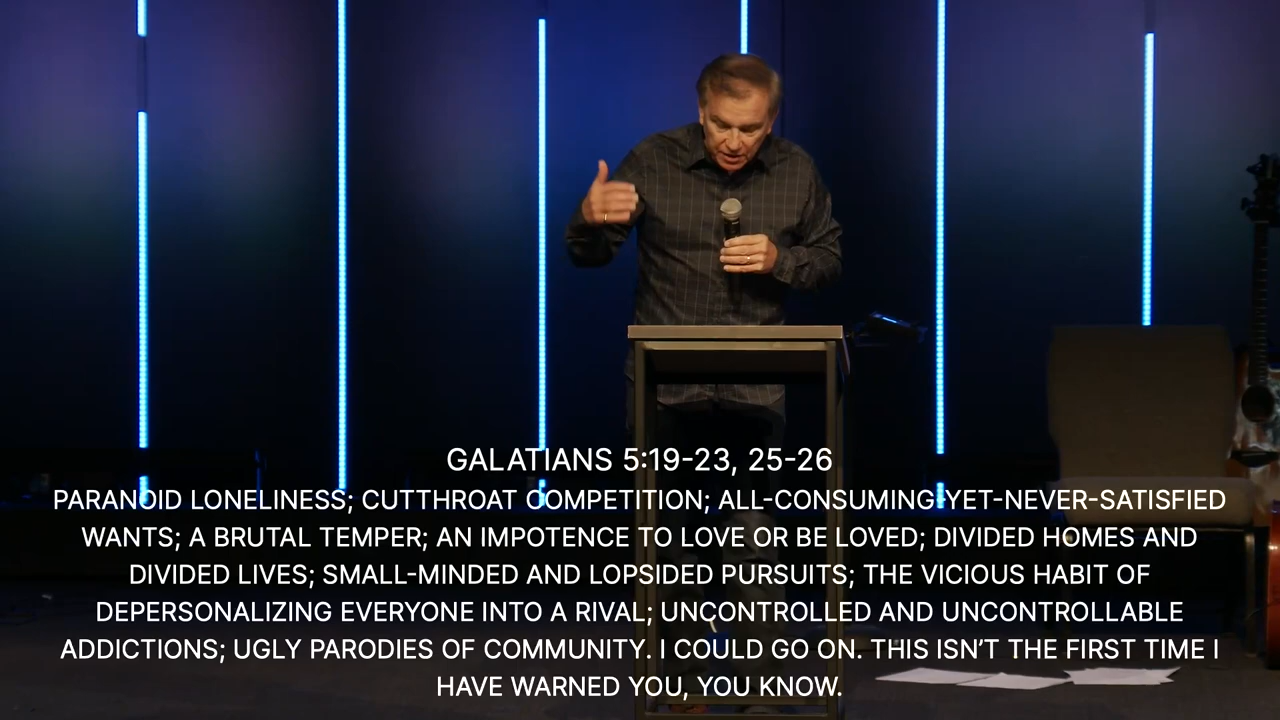 GALATIANS 5:19-23, 25-26
PARANOID LONELINESS; CUTTHROAT COMPETITION; ALL-CONSUMING-YET-NEVER-SATISFIED
WANTS; A BRUTAL TEMPER; AN IMPOTENCE TO LOVE OR BE LOVED; DIVIDED HOMES AND
DIVIDED LIVES; SMALL-MINDED AND LOPSIDED PURSUITS; THE VICIOUS HABIT OF
DEPERSONALIZING EVERYONE INTO A RIVAL; UNCONTROLLED AND UNCONTROLLABLE
ADDICTIONS; UGLY PARODIES OF COMMUNITY. I COULD GO ON. THIS ISN’T THE FIRST TIME I
HAVE WARNED YOU, YOU KNOW.